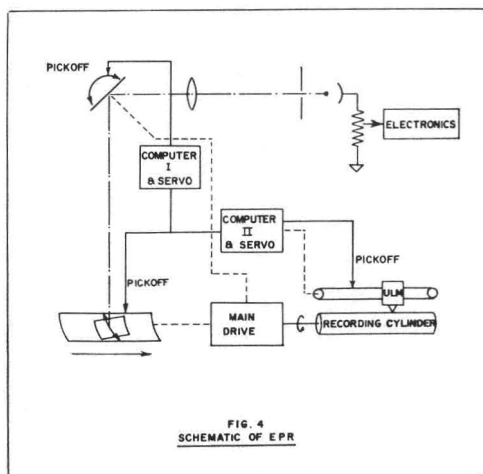 PICKOFF
ELECTRONICS
COMPUTER
I
& SERVO
COMPUTER
II
& SERVO
PICKOFF
PICKOFF
ULM
MAIN
DRIVE
RECORDING CYLINDER
FIG. 4
SCHEMATIC OF EPR